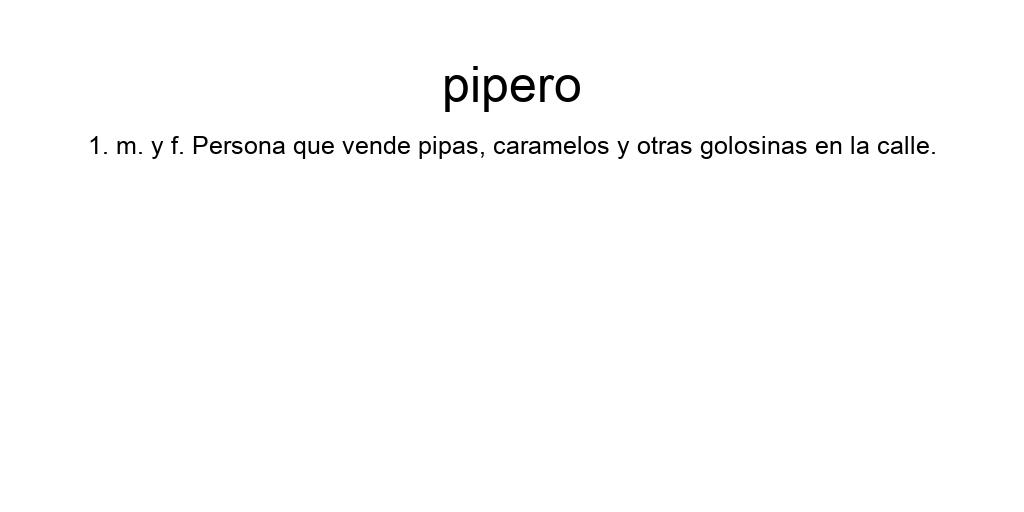 pipero
1. m. y f. Persona que vende pipas, caramelos y otras golosinas en la calle.